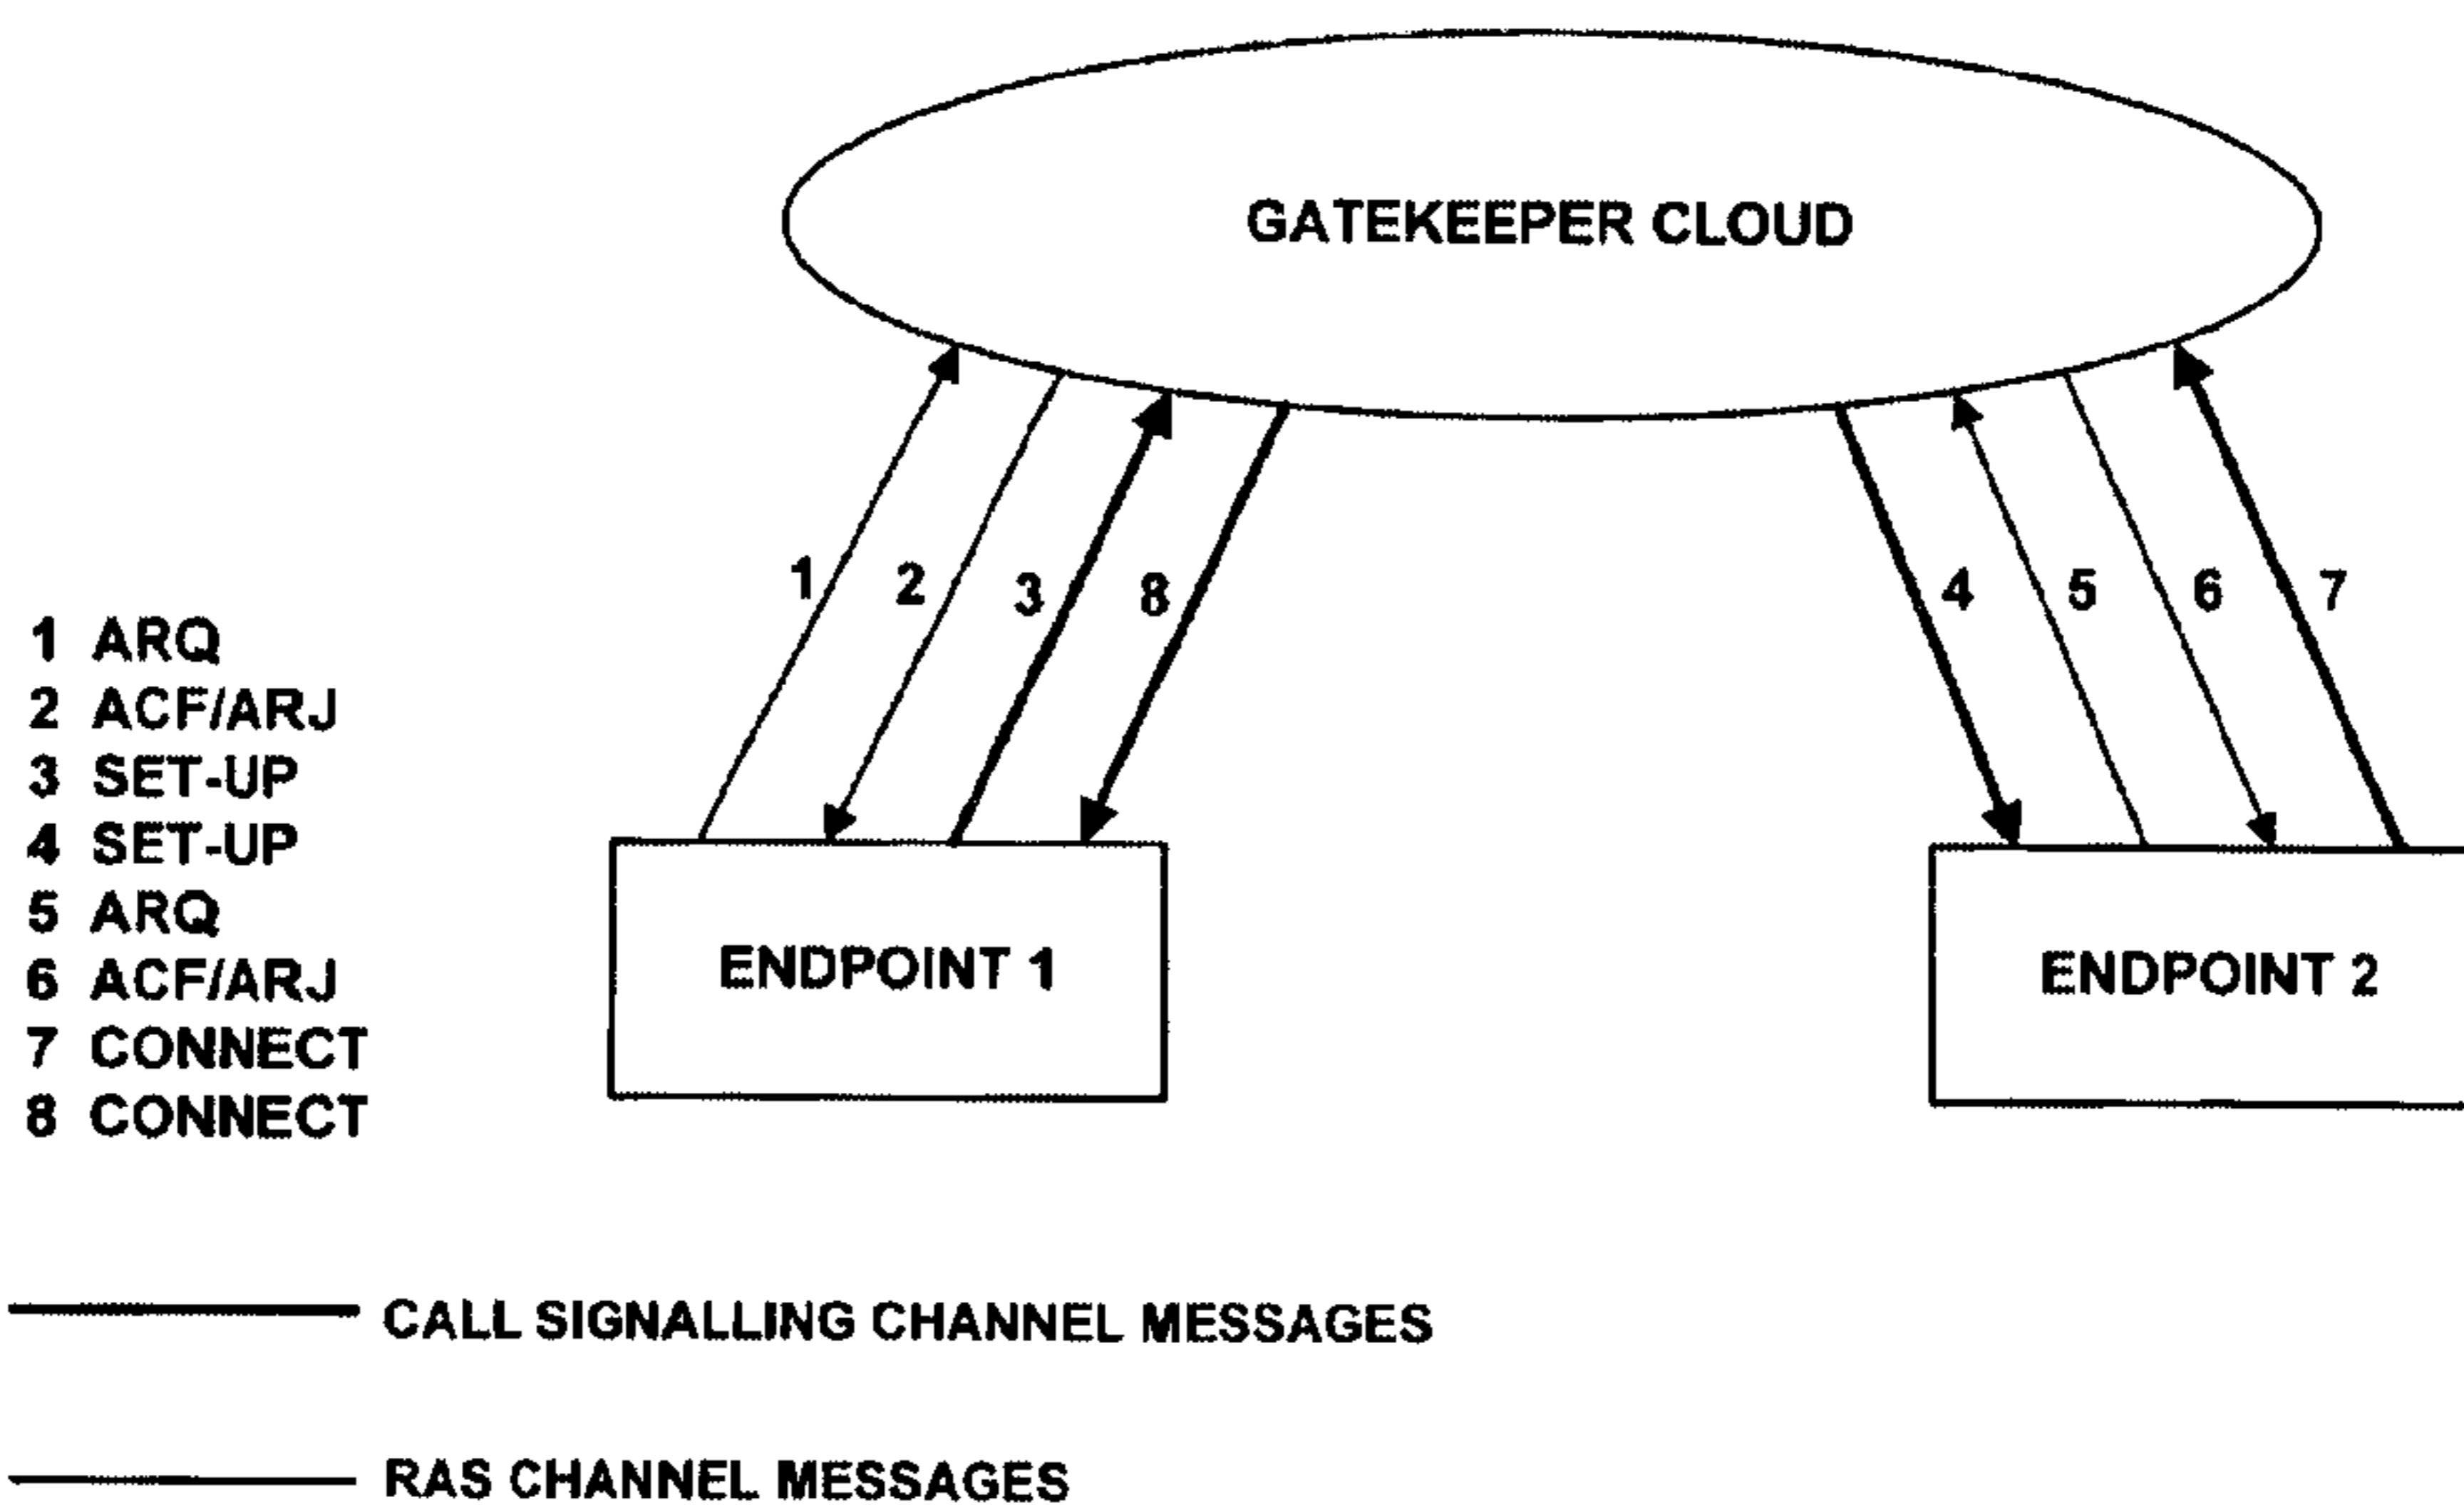 GATEKEEPER CLOUD
1 2 3 8 4 5 6 7
1 ARQ
2 ACF/ARJ
3 SET-UP
4 SET-UP
5 ARQ
6 ACF/ARJ
7 CONNECT
8 CONNECT
ENDPOINT 1
ENDPOINT 2
CALL SIGNALLING CHANNEL MESSAGES
RAS CHANNEL MESSAGES